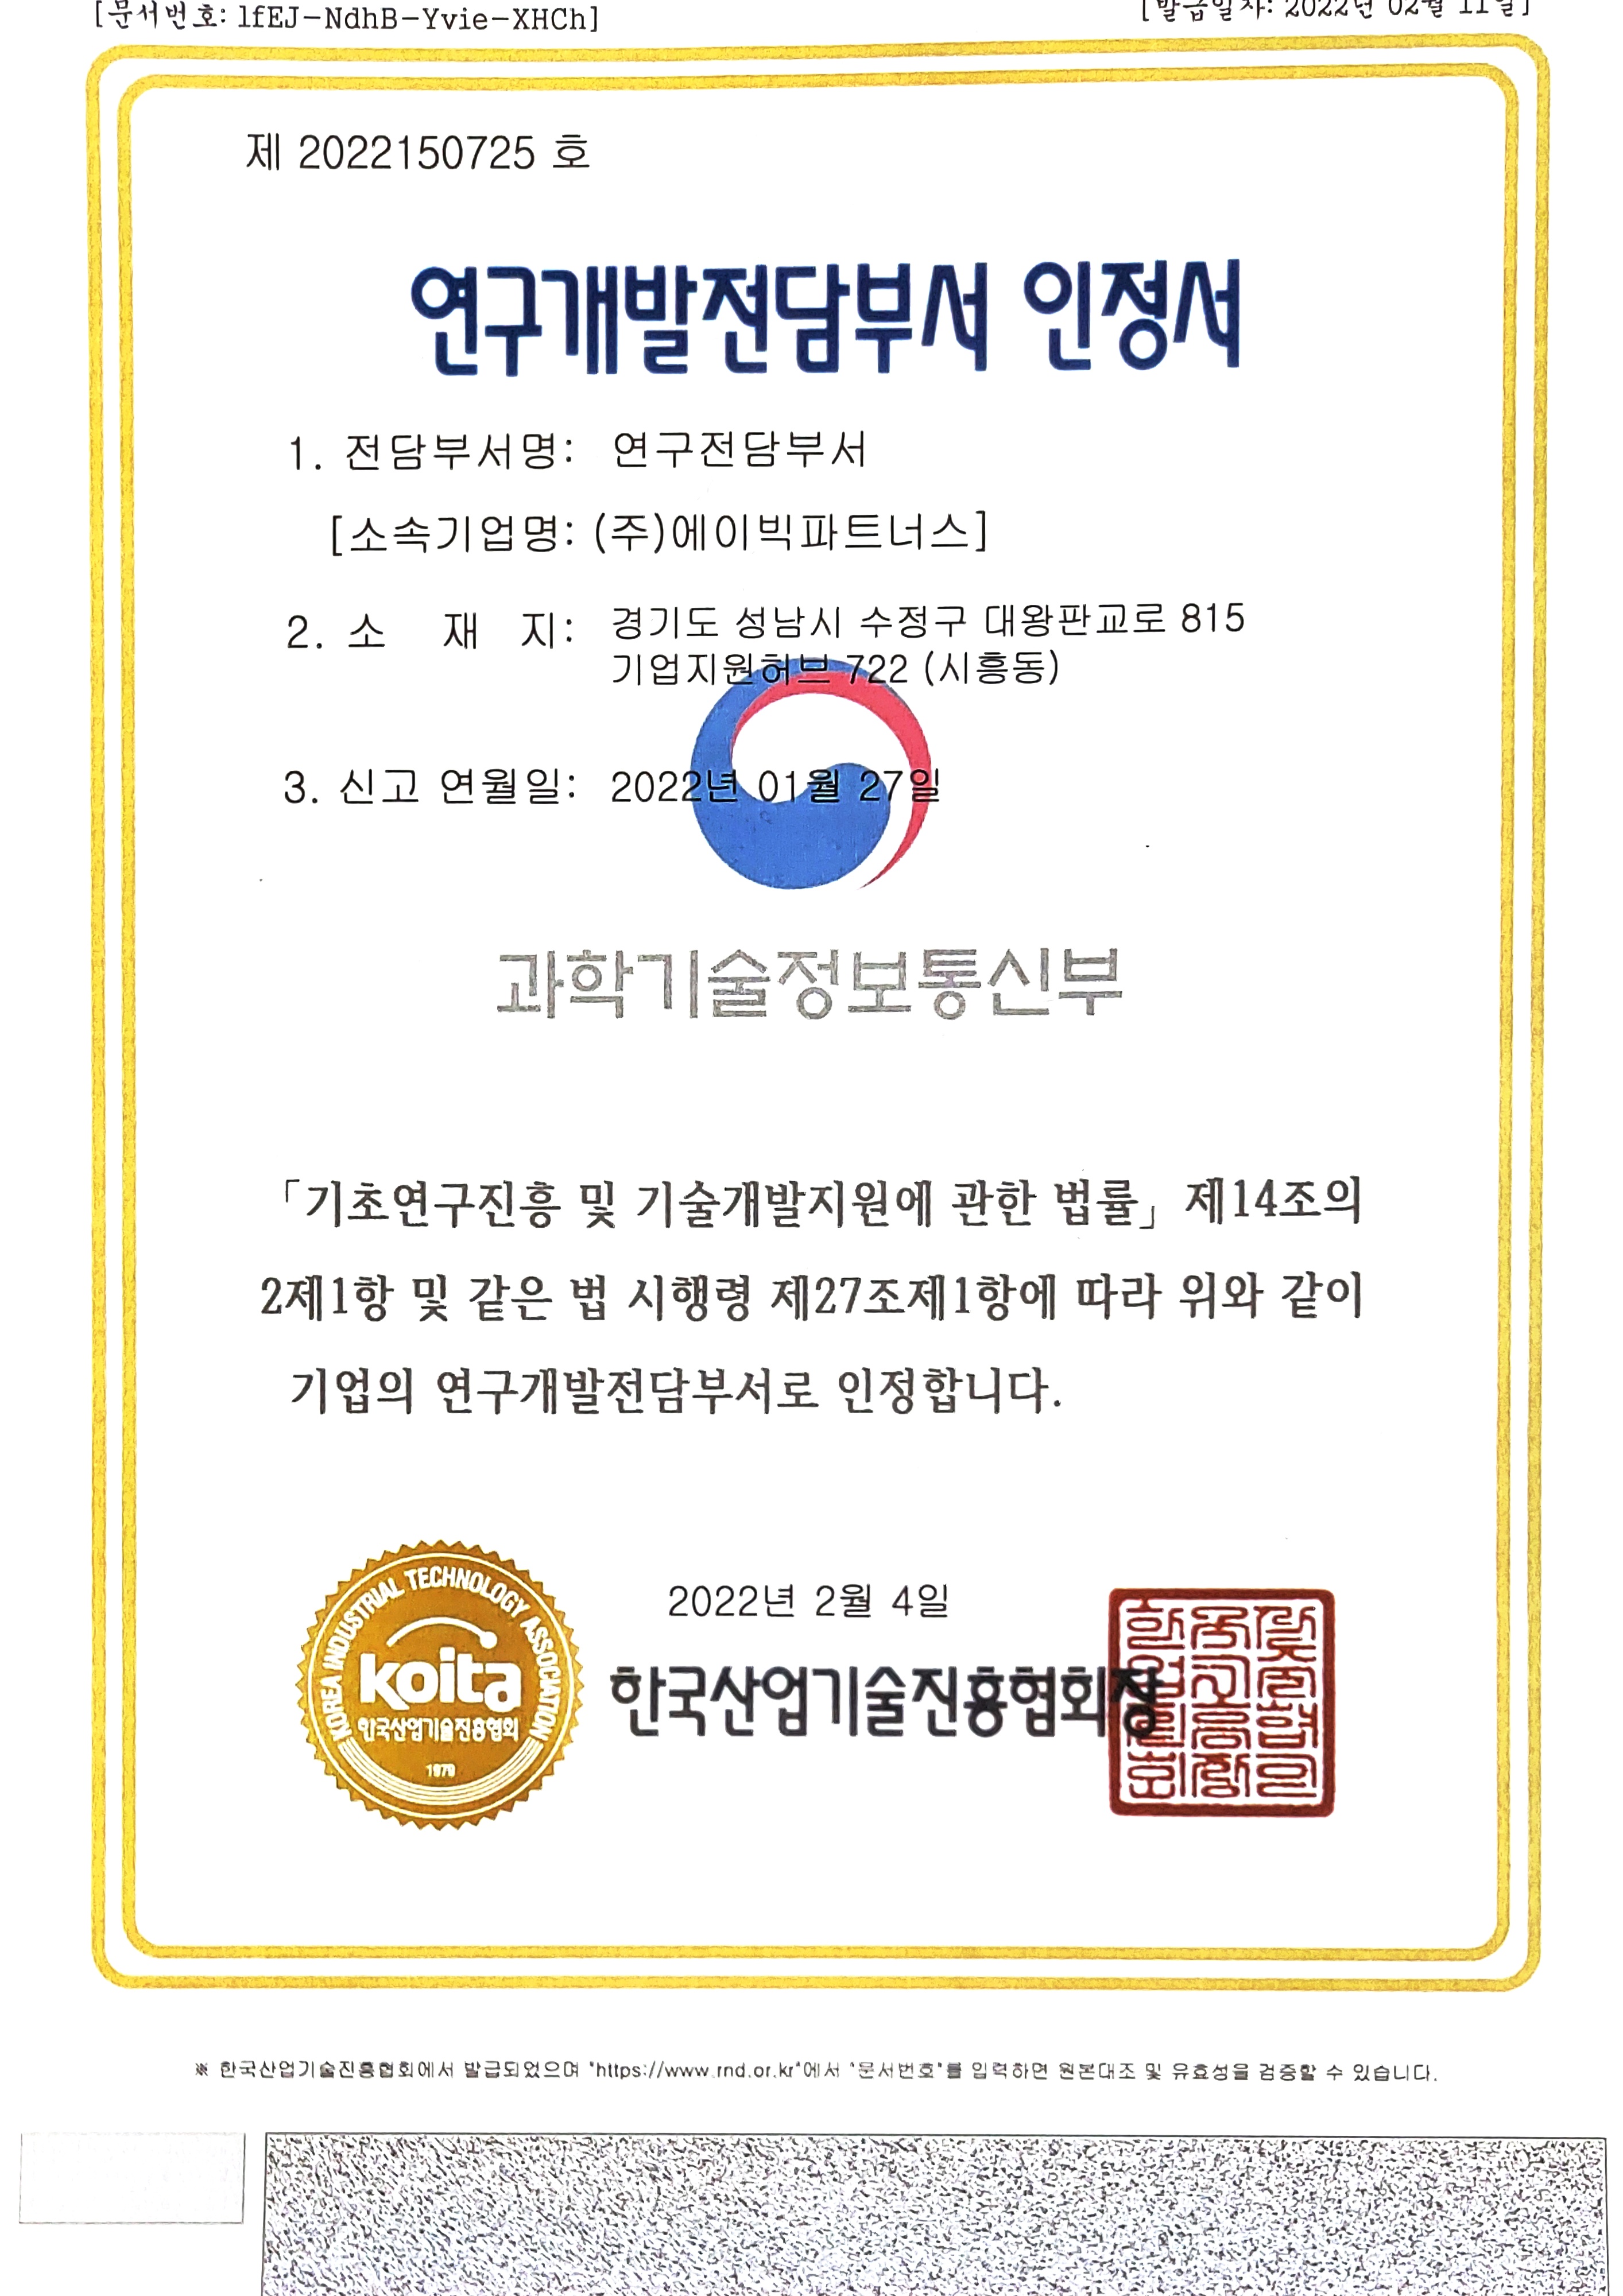 [문서번호: lfEJ-NdhB-Yvie-XHCh]
[발급일자: 2022년 02월 11일]
제 2022150725 호
연구개발전담부서 인정서
1. 전담부서명: 연구전담부서
[소속기업명: (주)에이빅파트너스]
2. 소 재 지: 경기도 성남시 수정구 대왕판교로 815
기업지원허브 722 (시흥동)
3. 신고 연월일: 2022년 01월 27일
과학기술정보통신부
「기초연구진흥 및 기술개발지원에 관한 법률」 제14조의
2제1항 및 같은 법 시행령 제27조제1항에 따라 위와 같이
기업의 연구개발전담부서로 인정합니다.
2022년 2월 4일
한국산업기술진흥협회장
KOREA INDUSTRIAL TECHNOLOGY ASSOCIATION
koita
한국산업기술진흥협회
1979
※ 한국산업기술진흥협회에서 발급되었으며 "https://www.rnd.or.kr"에서 "문서번호"를 입력하면 원본대조 및 유효성을 검증할 수 있습니다.